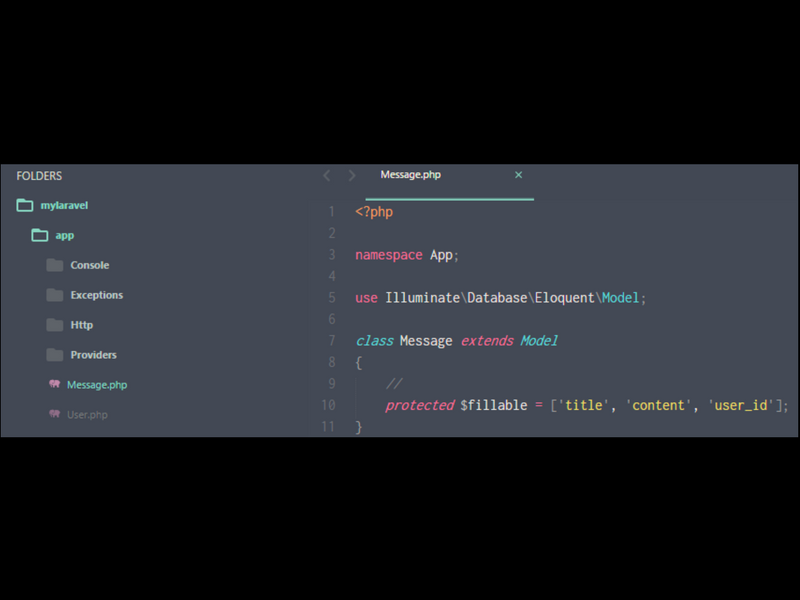 FOLDERS
mylaravel
app
Console
Exceptions
Http
Providers
Message.php
User.php
Message.php ×
1 <?php
2
3 namespace App;
4
5 use Illuminate\Database\Eloquent\Model;
6
7 class Message extends Model
8 {
9 //
10 protected $fillable = ['title', 'content', 'user_id'];
11 }